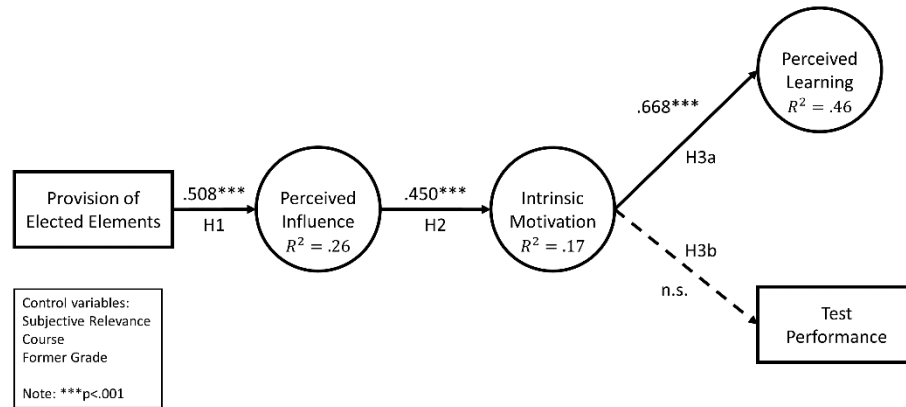 Perceived
Learning
R² = .46
.668***
H3a
Provision of
Elected Elements
.508***
H1
Perceived
Influence
R² = .26
.450***
H2
Intrinsic
Motivation
R² = .17
H3b
n.s.
Test
Performance
Control variables:
Subjective Relevance
Course
Former Grade
Note: ***p<.001